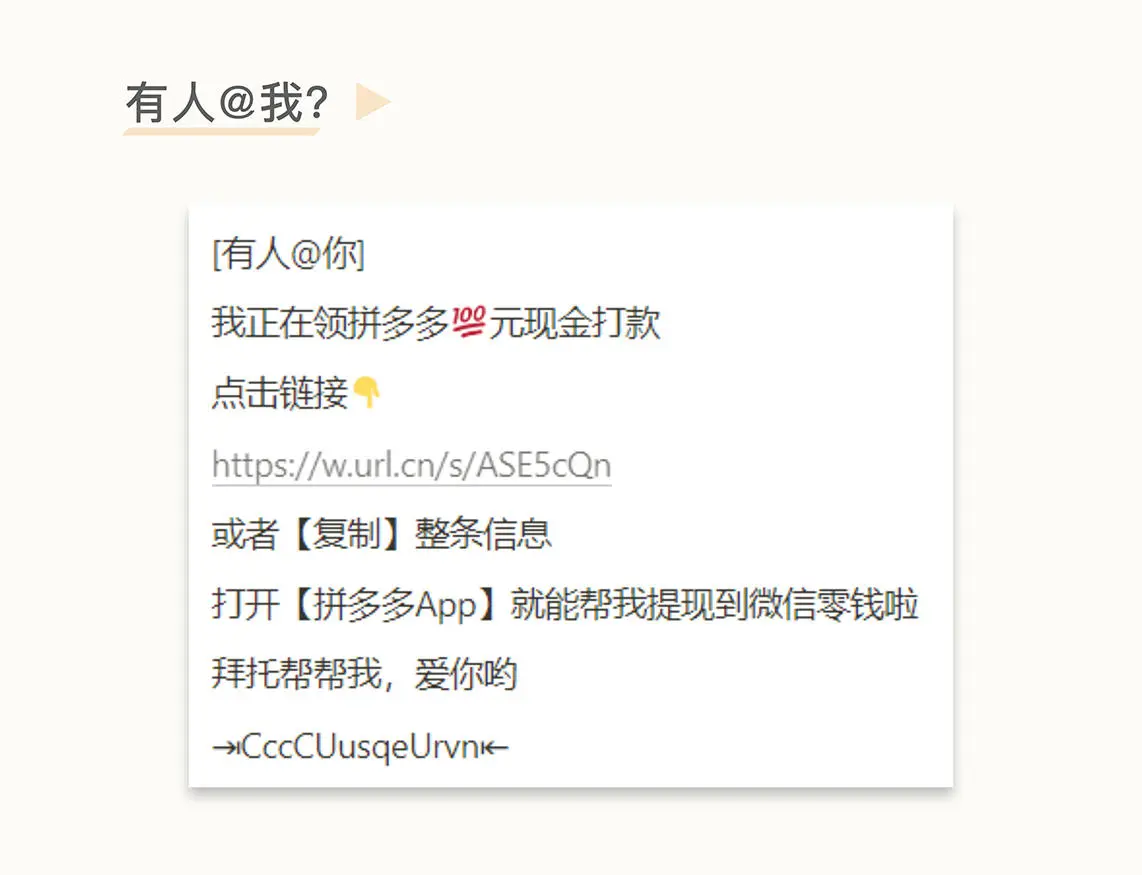 有人@我?
[有人@你]
我正在领拼多多💯元现金打款
点击链接👇
https://w.url.cn/s/ASE5cQn
或者【复制】整条信息
打开【拼多多App】就能帮我提现到微信零钱啦
拜托帮帮我，爱你哟
⇥CccCUusqeUrvn⇤